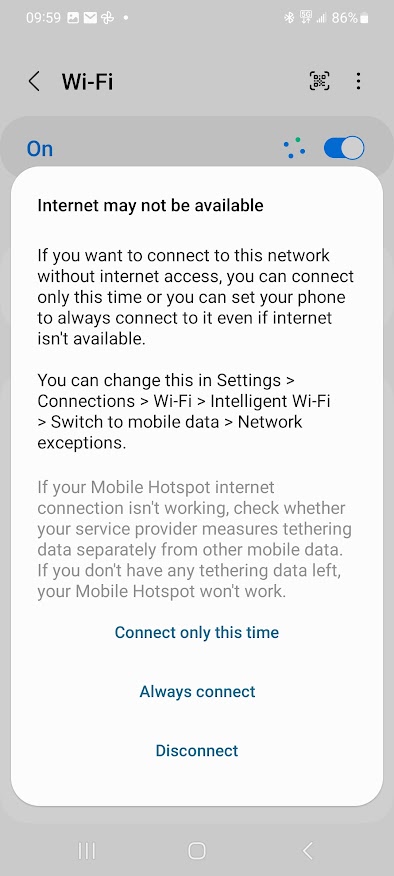 09:59
86%
Wi-Fi
On
Internet may not be available
If you want to connect to this network
without internet access, you can connect
only this time or you can set your phone
to always connect to it even if internet
isn't available.
You can change this in Settings >
Connections > Wi-Fi > Intelligent Wi-Fi
> Switch to mobile data > Network
exceptions.
If your Mobile Hotspot internet
connection isn't working, check whether
your service provider measures tethering
data separately from other mobile data.
If you don't have any tethering data left,
your Mobile Hotspot won't work.
Connect only this time
Always connect
Disconnect